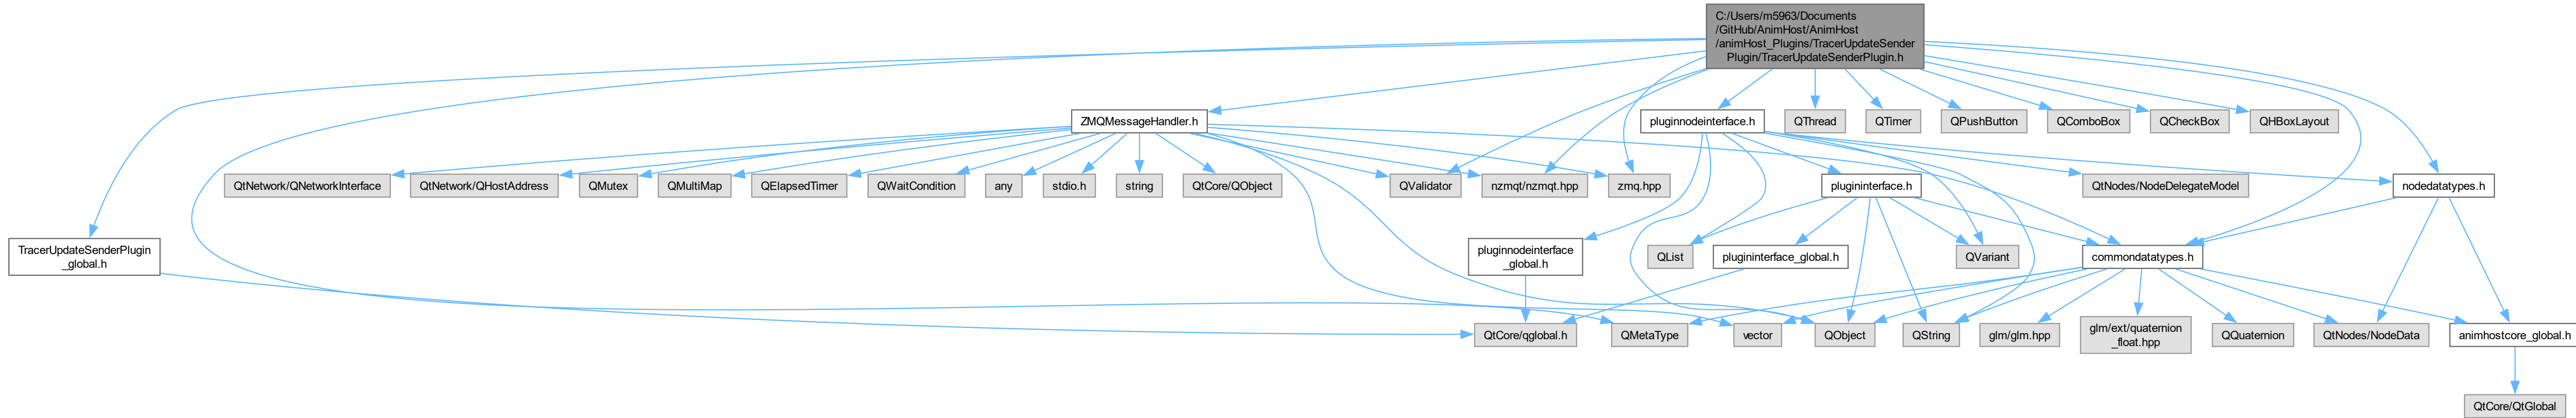 C:/Users/m5963/Documents
/GitHub/AnimHost/AnimHost
/animHost_Plugins/TracerUpdateSender
Plugin/TracerUpdateSenderPlugin.h
ZMQMessageHandler.h
pluginnodeinterface.h
QThread
QTimer
QPushButton
QComboBox
QCheckBox
QHBoxLayout
QtNetwork/QNetworkInterface
QtNetwork/QHostAddress
QMutex
QMultiMap
QElapsedTimer
QWaitCondition
any
stdio.h
string
QtCore/QObject
QValidator
nzmqt/nzmqt.hpp
zmq.hpp
plugininterface.h
QtNodes/NodeDelegateModel
nodedatatypes.h
TracerUpdateSenderPlugin
_global.h
pluginnodeinterface
_global.h
QList
plugininterface_global.h
QVariant
commondatatypes.h
QtCore/qglobal.h
QMetaType
vector
QObject
QString
glm/glm.hpp
glm/ext/quaternion
_float.hpp
QQuaternion
QtNodes/NodeData
animhostcore_global.h
QtCore/QtGlobal